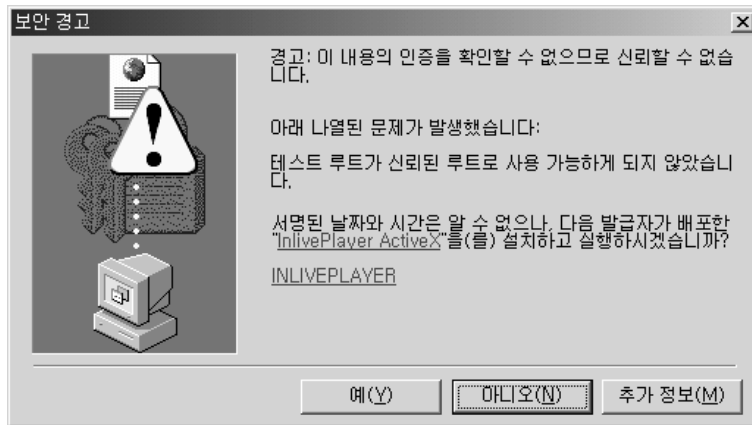 보안 경고
경고: 이 내용의 인증을 확인할 수 없으므로 신뢰할 수 없습
니다.
아래 나열된 문제가 발생했습니다:
테스트 루트가 신뢰된 루트로 사용 가능하게 되지 않았습니
다.
서명된 날짜와 시간은 알 수 없으나, 다음 발급자가 배포한
"InlivePlayer ActiveX"을(를) 설치하고 실행하시겠습니까?
INLIVEPLAYER
예(Y) 아니오(N) 추가 정보(M)